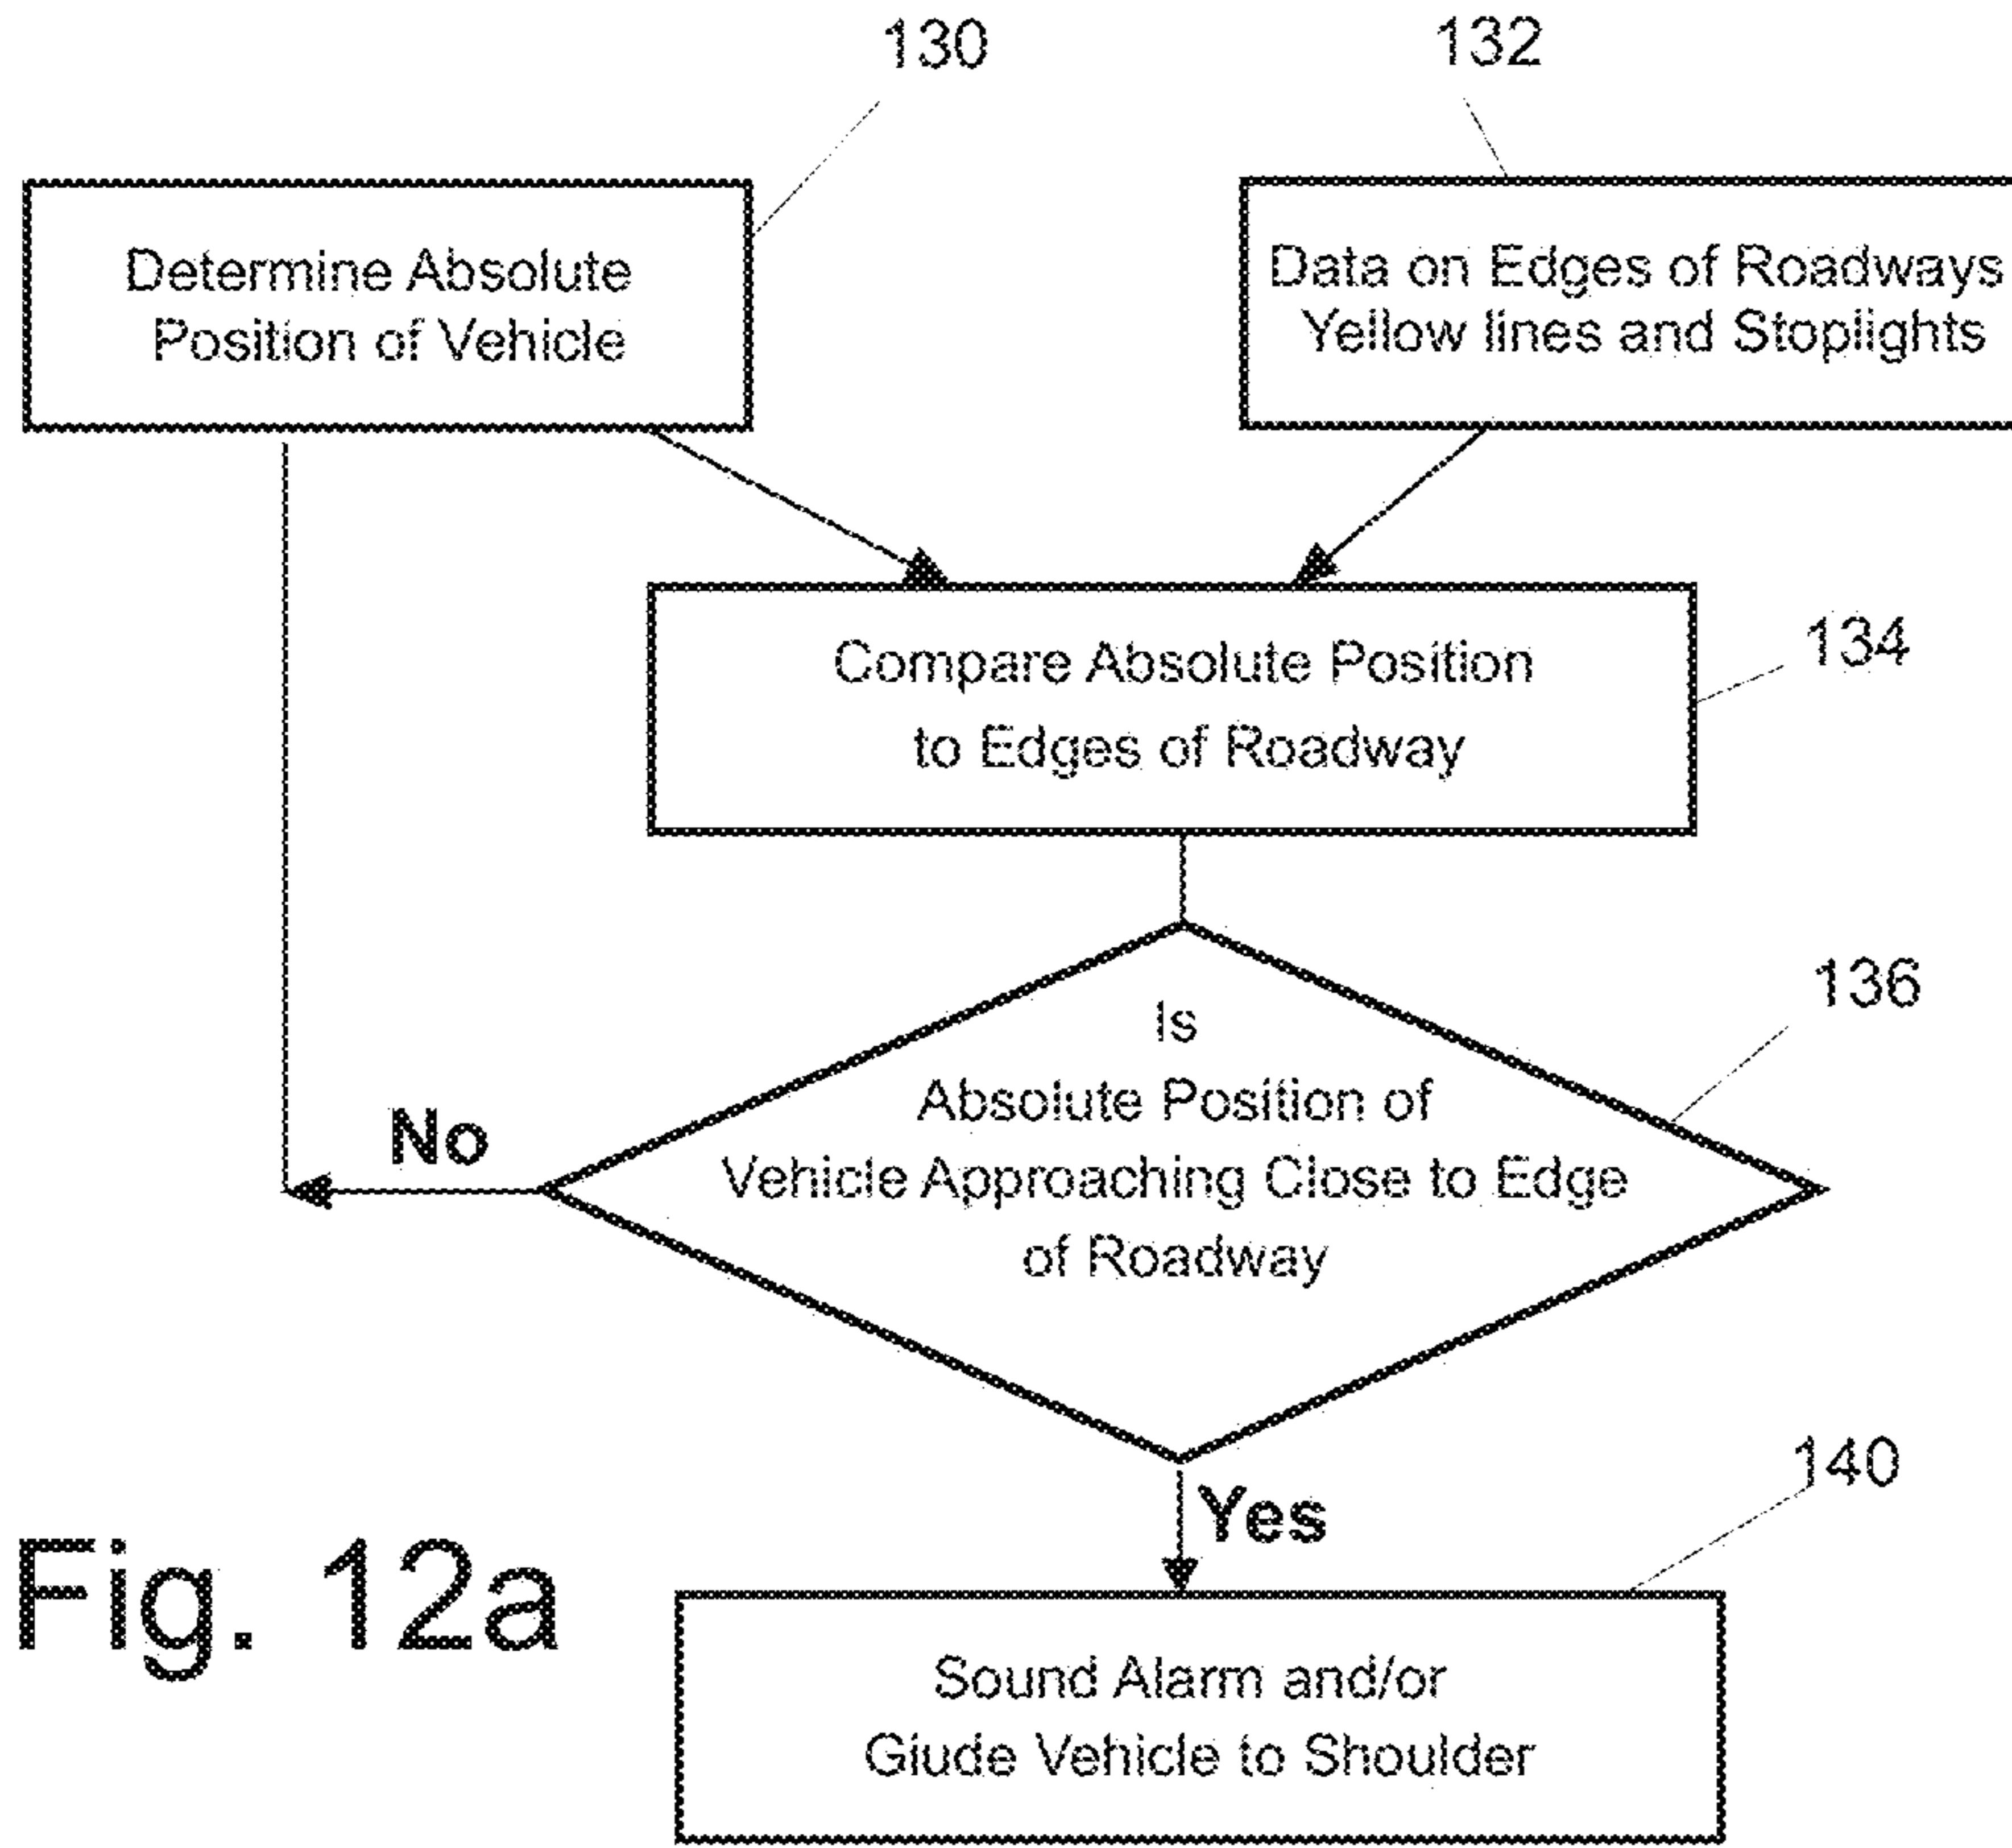 130
132
Determine Absolute
Position of Vehicle
Data on Edges of Roadways
Yellow lines and Stoplights
Compare Absolute Position
to Edges of Roadway
134
136
Is
Absolute Position of
Vehicle Approaching Close to Edge
of Roadway
No
Yes
140
Sound Alarm and/or
Giude Vehicle to Shoulder
Fig. 12a